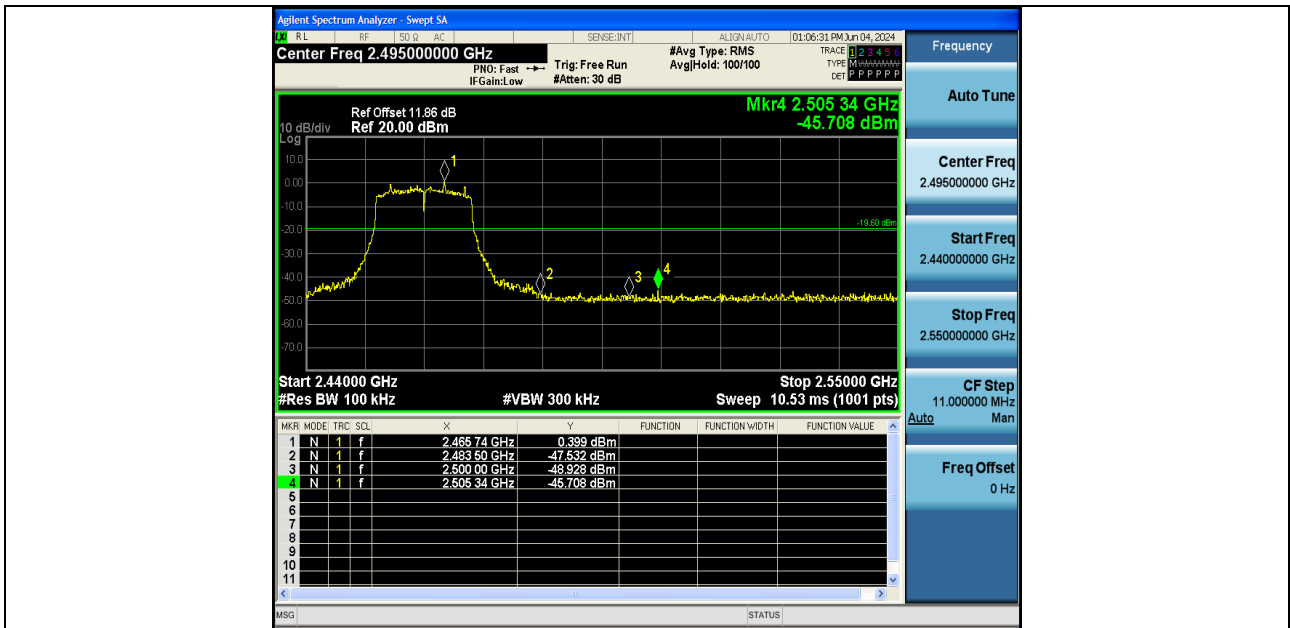 Agilent Spectrum Analyzer - Swept SA
LXI RL RF 50 Ω AC SENSE:INT ALIGN AUTO 01:06:31 PM Jun 04, 2024
Center Freq 2.495000000 GHz
PNO: Fast
IFGain:Low
Trig: Free Run
#Atten: 30 dB
#Avg Type: RMS
Avg|Hold: 100/100
TRACE 1 2 3 4 5 6
TYPE M WWWWW
DET P P P P P P
Mkr4 2.505 34 GHz
-45.708 dBm
Ref Offset 11.86 dB
10 dB/div Ref 20.00 dBm
Log
10.0
0.00
-10.0
-20.0
-30.0
-40.0
-50.0
-60.0
-70.0
1
2
3
4
-19.60 dBm
Start 2.44000 GHz Stop 2.55000 GHz
#Res BW 100 kHz #VBW 300 kHz Sweep 10.53 ms (1001 pts)
MKR MODE TRC SCL X Y FUNCTION FUNCTION WIDTH FUNCTION VALUE
1 N 1 f 2.465 74 GHz 0.399 dBm
2 N 1 f 2.483 50 GHz -47.532 dBm
3 N 1 f 2.500 00 GHz -48.928 dBm
4 N 1 f 2.505 34 GHz -45.708 dBm
5
6
7
8
9
10
11
MSG STATUS
Frequency
Auto Tune
Center Freq
2.495000000 GHz
Start Freq
2.440000000 GHz
Stop Freq
2.550000000 GHz
CF Step
11.000000 MHz
Auto Man
Freq Offset
0 Hz